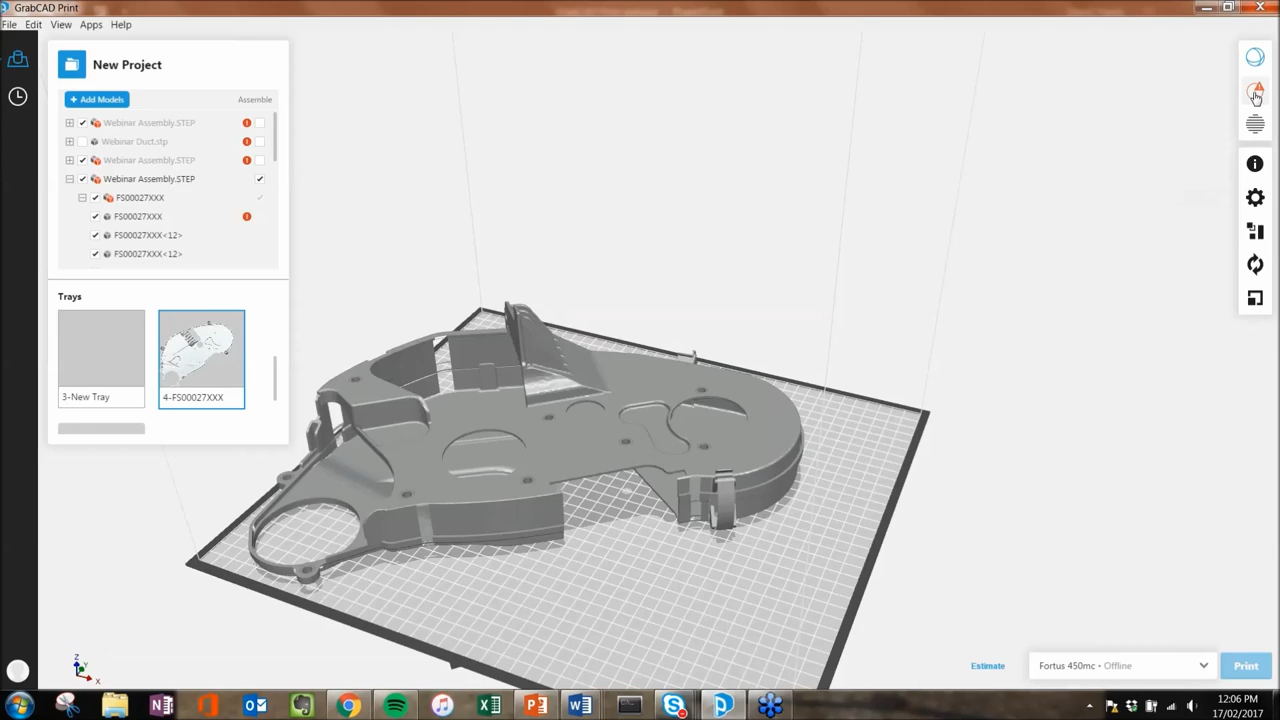 GrabCAD Print
File Edit View Apps Help
New Project
+ Add Models
Assemble
Webinar Assembly.STEP
Webinar Duct.stp
Webinar Assembly.STEP
Webinar Assembly.STEP
FS00027XXX
FS00027XXX
FS00027XXX<12>
FS00027XXX<12>
Trays
3-New Tray
4-FS00027XXX
Z
Y
X
Estimate
Fortus 450mc • Offline
Print
12:06 PM
17/02/2017